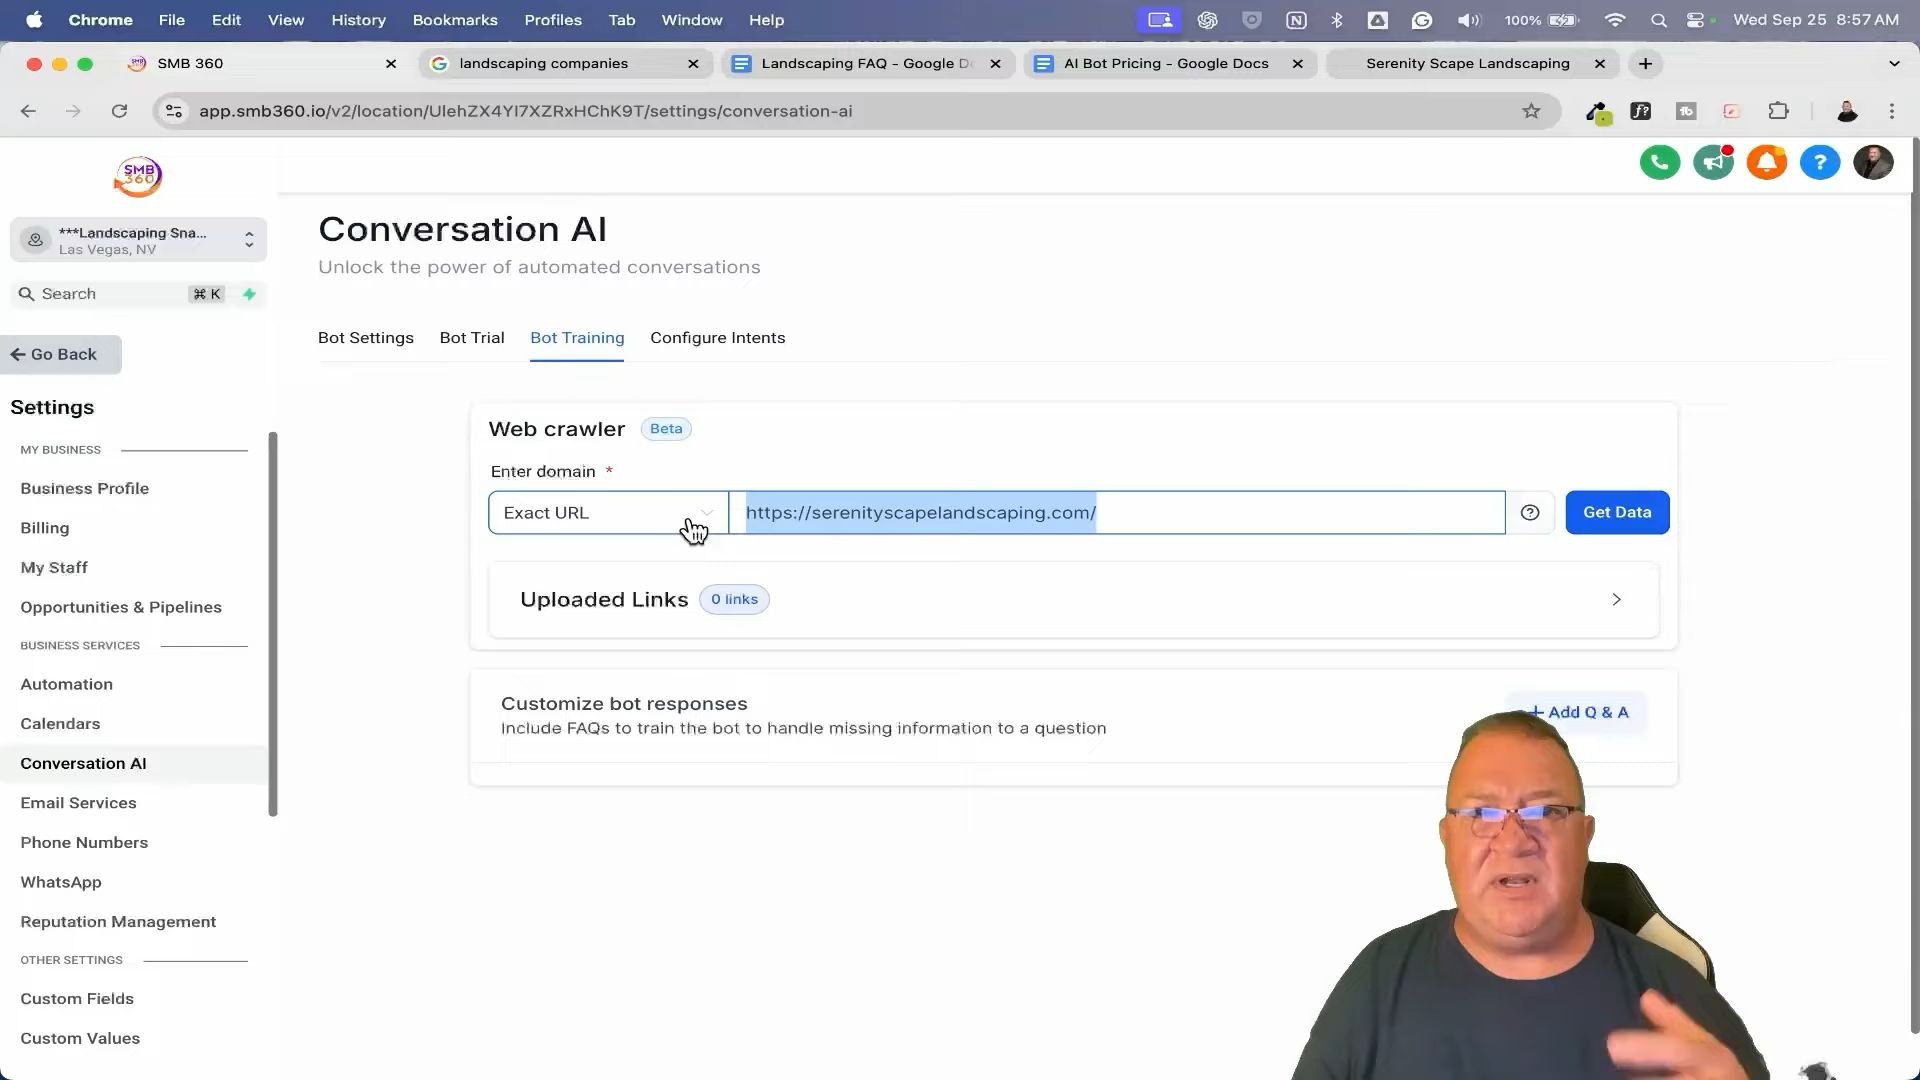 Chrome File Edit View History Bookmarks Profiles Tab Window Help 100% Wed Sep 25 8:57 AM
SMB 360 landscaping companies Landscaping FAQ - Google D AI Bot Pricing - Google Docs Serenity Scape Landscaping
app.smb360.io/v2/location/UlehZX4YI7XZRxHChK9T/settings/conversation-ai
SMB
360
***Landscaping Sna...
Las Vegas, NV
Search ⌘ K
Go Back
Settings
MY BUSINESS
Business Profile
Billing
My Staff
Opportunities & Pipelines
BUSINESS SERVICES
Automation
Calendars
Conversation AI
Email Services
Phone Numbers
WhatsApp
Reputation Management
OTHER SETTINGS
Custom Fields
Custom Values
Conversation AI
Unlock the power of automated conversations
Bot Settings Bot Trial Bot Training Configure Intents
Web crawler Beta
Enter domain *
Exact URL https://serenityscapelandscaping.com/ Get Data
Uploaded Links 0 links
Customize bot responses
Include FAQs to train the bot to handle missing information to a question
+ Add Q & A